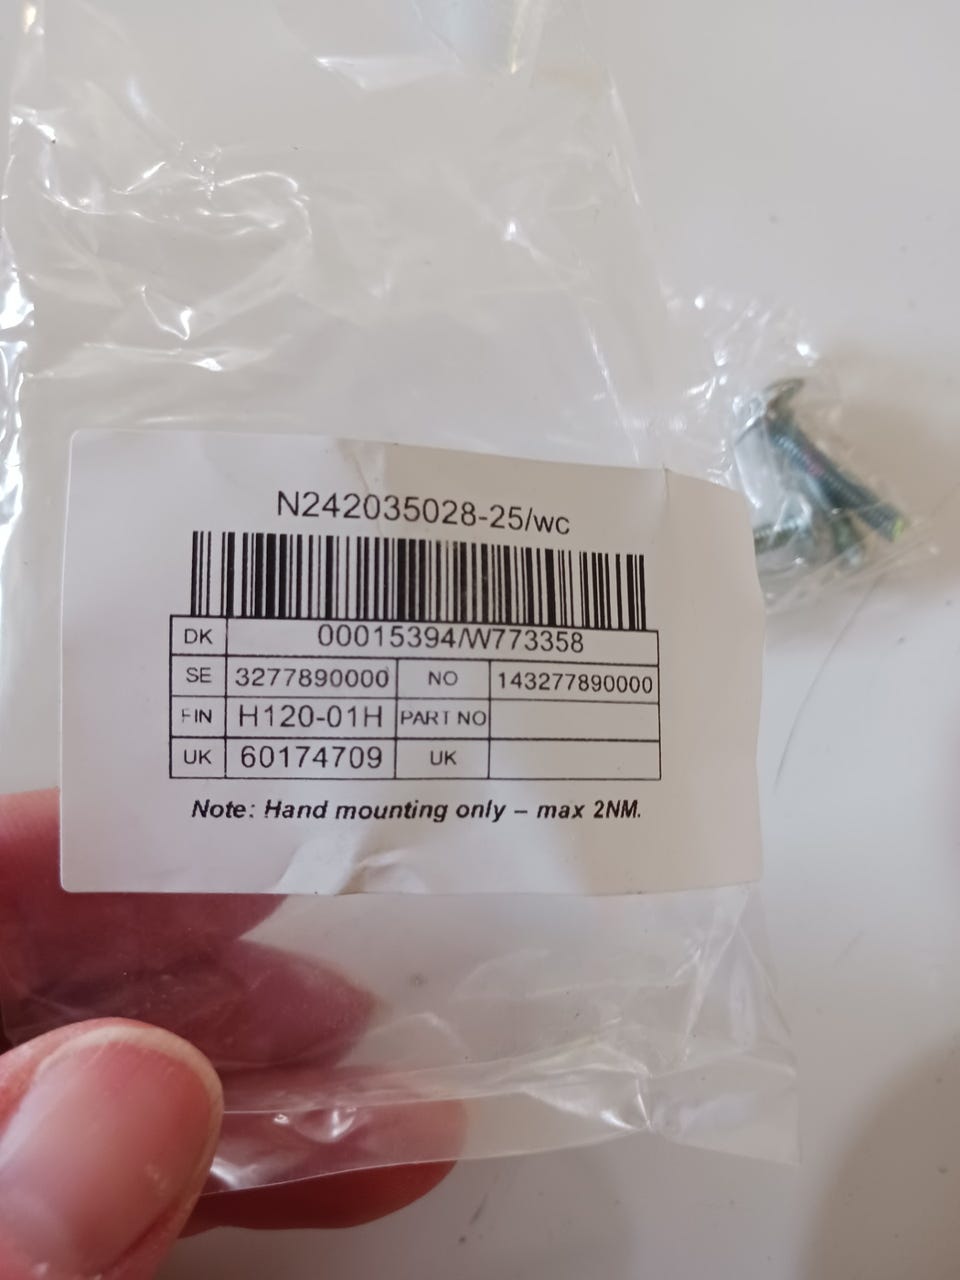 N242035028-25/wc
DK 00015394/W773358
SE 3277890000 NO 143277890000
FIN H120-01H PART NO
UK 60174709 UK
Note: Hand mounting only – max 2NM.